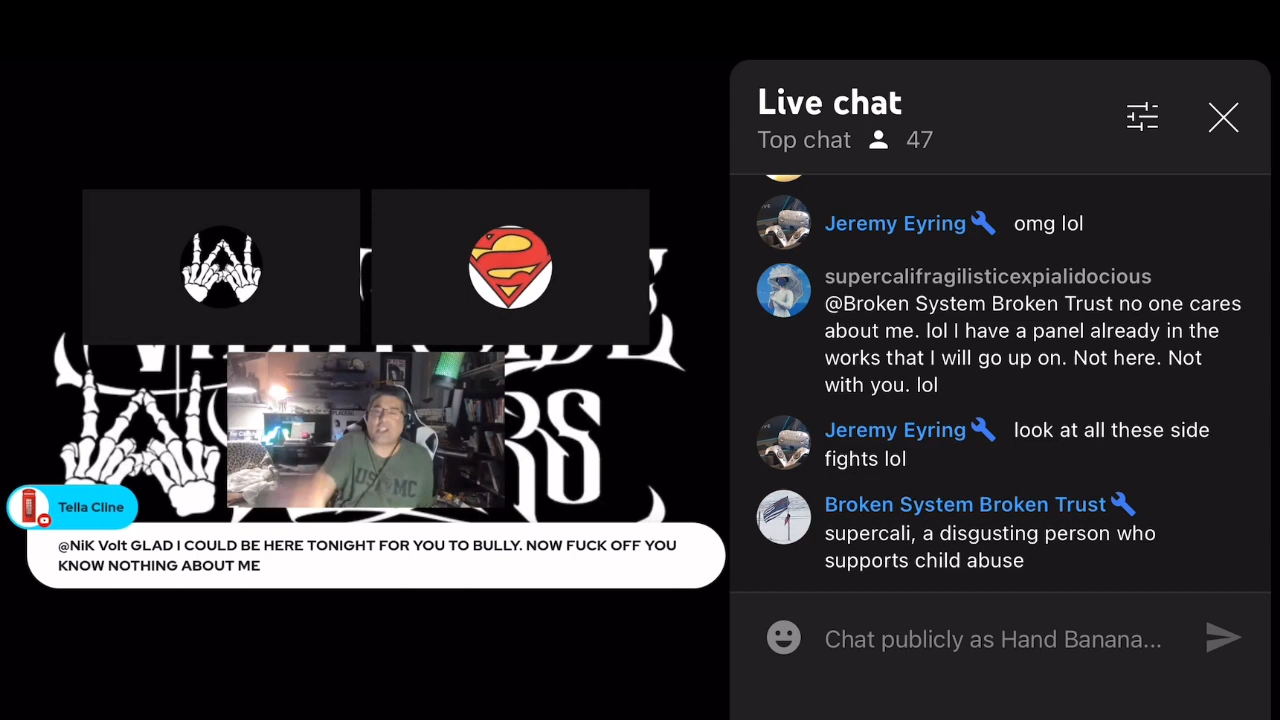 Live chat
Top chat 47
Jeremy Eyring omg lol
supercalifragilisticexpialidocious
@Broken System Broken Trust no one cares
about me. lol I have a panel already in the
works that I will go up on. Not here. Not
with you. lol
Jeremy Eyring look at all these side
fights lol
Broken System Broken Trust
supercali, a disgusting person who
supports child abuse
Chat publicly as Hand Banana...
USMC
Tella Cline
@NiK Volt GLAD I COULD BE HERE TONIGHT FOR YOU TO BULLY. NOW FUCK OFF YOU
KNOW NOTHING ABOUT ME